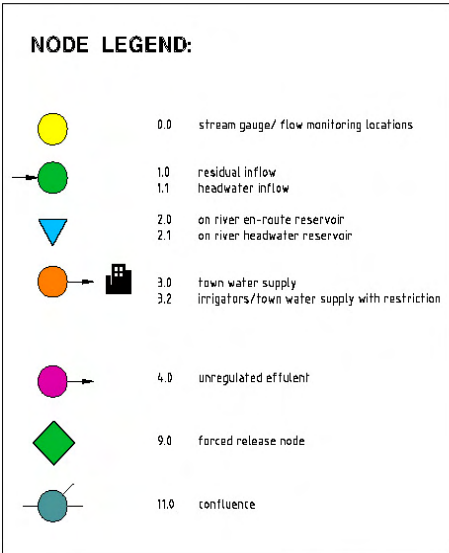 NODE LEGEND:
0.0 stream gauge/ flow monitoring locations
1.0 residual inflow
1.1 headwater inflow
2.0 on river en-route reservoir
2.1 on river headwater reservoir
3.0 town water supply
3.2 irrigators/town water supply with restriction
4.0 unregulated effulent
9.0 forced release node
11.0 confluence